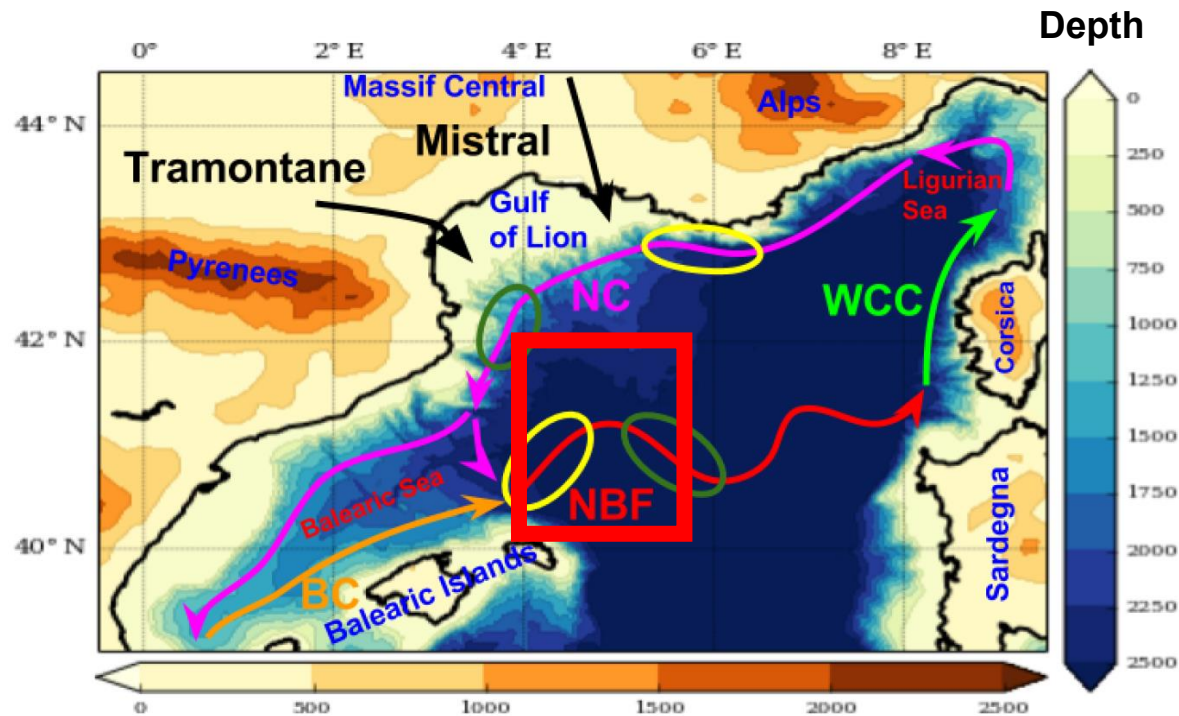 Depth
0° 2° E 4° E 6° E 8° E
Massif Central
Alps
44° N
Mistral
Tramontane
Ligurian
Sea
Gulf
of Lion
Pyrenees
NC
WCC
Corsica
42° N
Balearic Sea
NBF
Sardegna
40° N
BC
Balearic Islands
0
250
500
750
1000
1250
1500
1750
2000
2250
2500
0 500 1000 1500 2000 2500